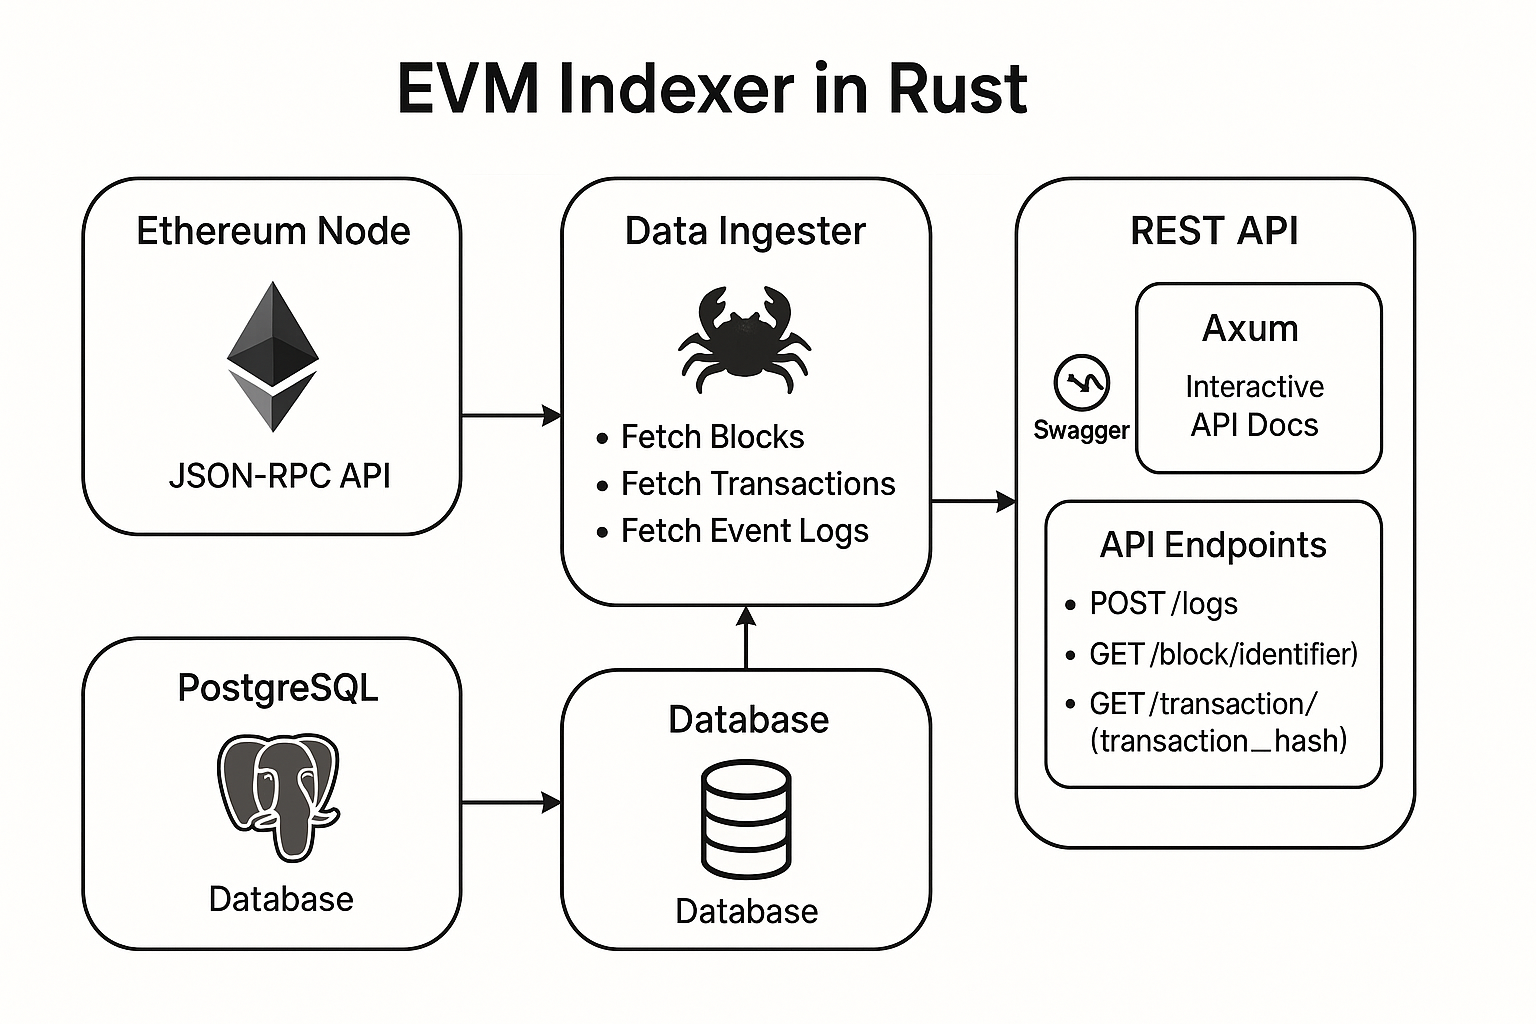 EVM Indexer in Rust
Ethereum Node
JSON-RPC API
Data Ingester
• Fetch Blocks
• Fetch Transactions
• Fetch Event Logs
REST API
Swagger
Axum
Interactive
API Docs
API Endpoints
• POST /logs
• GET /block/identifier)
• GET /transaction/
(transaction_hash)
PostgreSQL
Database
Database
Database